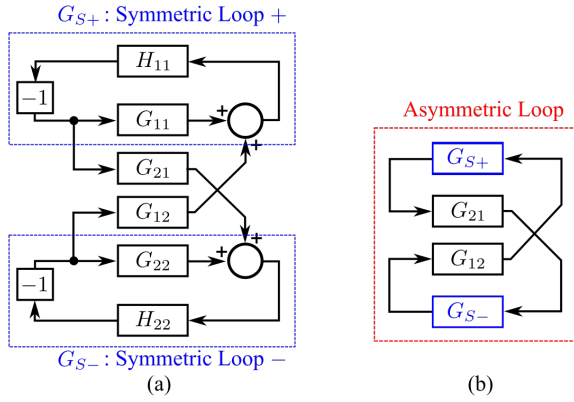 G_{S+} : Symmetric Loop +
H_{11}
-1
G_{11}
+
+
G_{21}
G_{12}
+
+
G_{22}
-1
H_{22}
G_{S-} : Symmetric Loop −
(a)
Asymmetric Loop
G_{S+}
G_{21}
G_{12}
G_{S-}
(b)